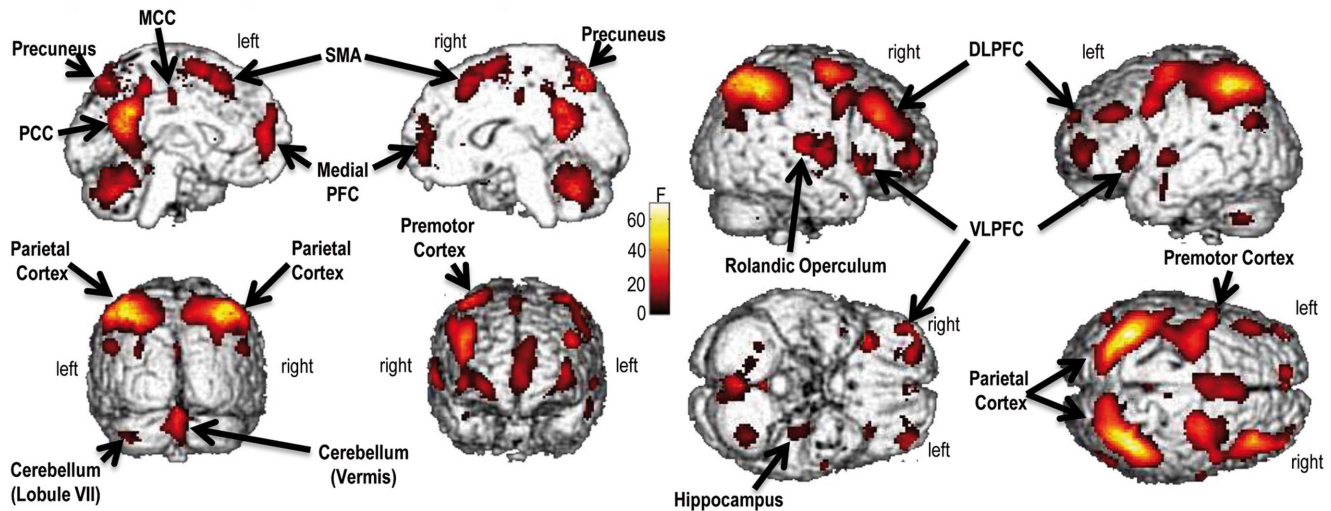 MCC
Precuneus
left
SMA
right
Precuneus
PCC
Medial
PFC
right
DLPFC
left
VLPFC
Rolandic Operculum
F
60
40
20
0
Parietal
Cortex
Parietal
Cortex
left
right
Cerebellum
(Lobule VII)
Cerebellum
(Vermis)
Premotor
Cortex
right
left
right
left
Hippocampus
Premotor Cortex
left
Parietal
Cortex
right